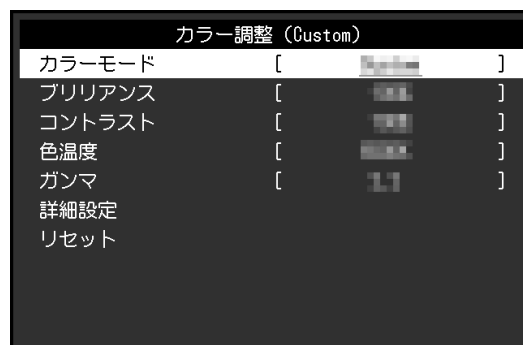 カラー調整（Custom）
カラーモード [ ]
ブリリアンス [ ]
コントラスト [ ]
色温度 [ ]
ガンマ [ ]
詳細設定
リセット